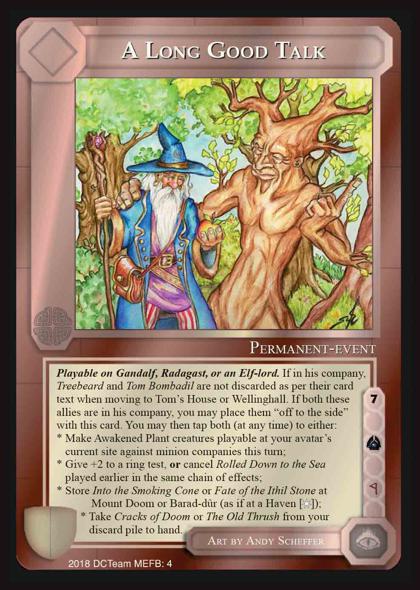 A Long Good Talk
Permanent-event
Playable on Gandalf, Radagast, or an Elf-lord. If in his company,
Treebeard and Tom Bombadil are not discarded as per their card
text when moving to Tom's House or Wellinghall. If both these
allies are in his company, you may place them “off to the side”
with this card. You may then tap both (at any time) to either:
* Make Awakened Plant creatures playable at your avatar's
current site against minion companies this turn;
* Give +2 to a ring test, or cancel Rolled Down to the Sea
played earlier in the same chain of effects;
* Store Into the Smoking Cone or Fate of the Ithil Stone at
Mount Doom or Barad-dûr (as if at a Haven [ ]);
* Take Cracks of Doom or The Old Thrush from your
discard pile to hand.
7
Art by Andy Scheffer
2018 DCTeam MEFB: 4